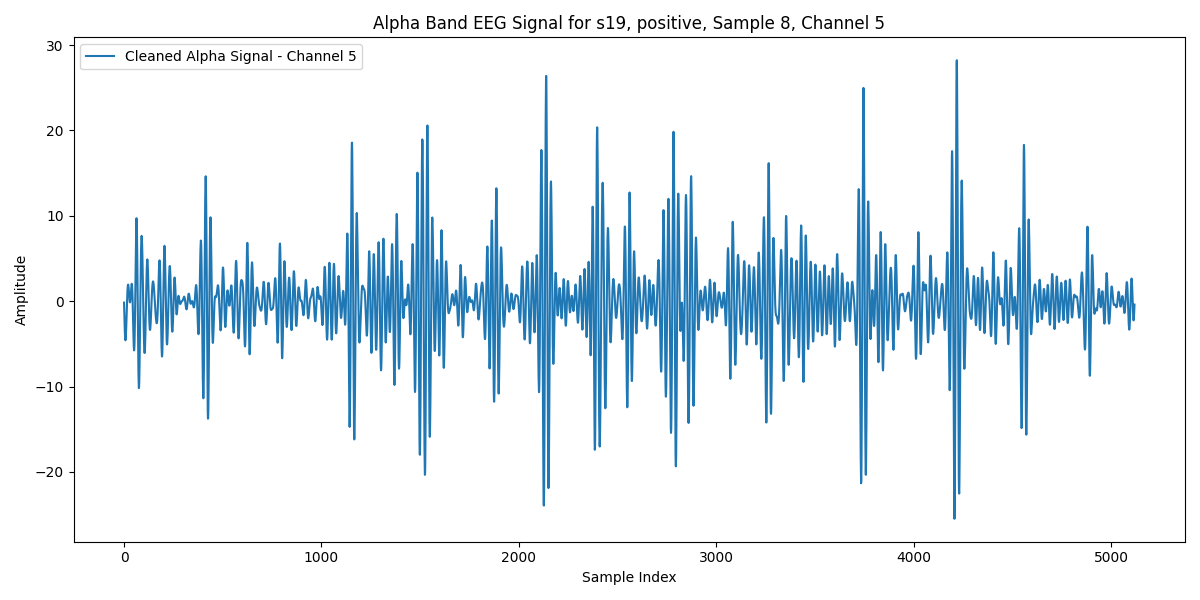 Alpha Band EEG Signal for s19, positive, Sample 8, Channel 5
Cleaned Alpha Signal - Channel 5
30
20
10
0
−10
−20
Amplitude
0 1000 2000 3000 4000 5000
Sample Index